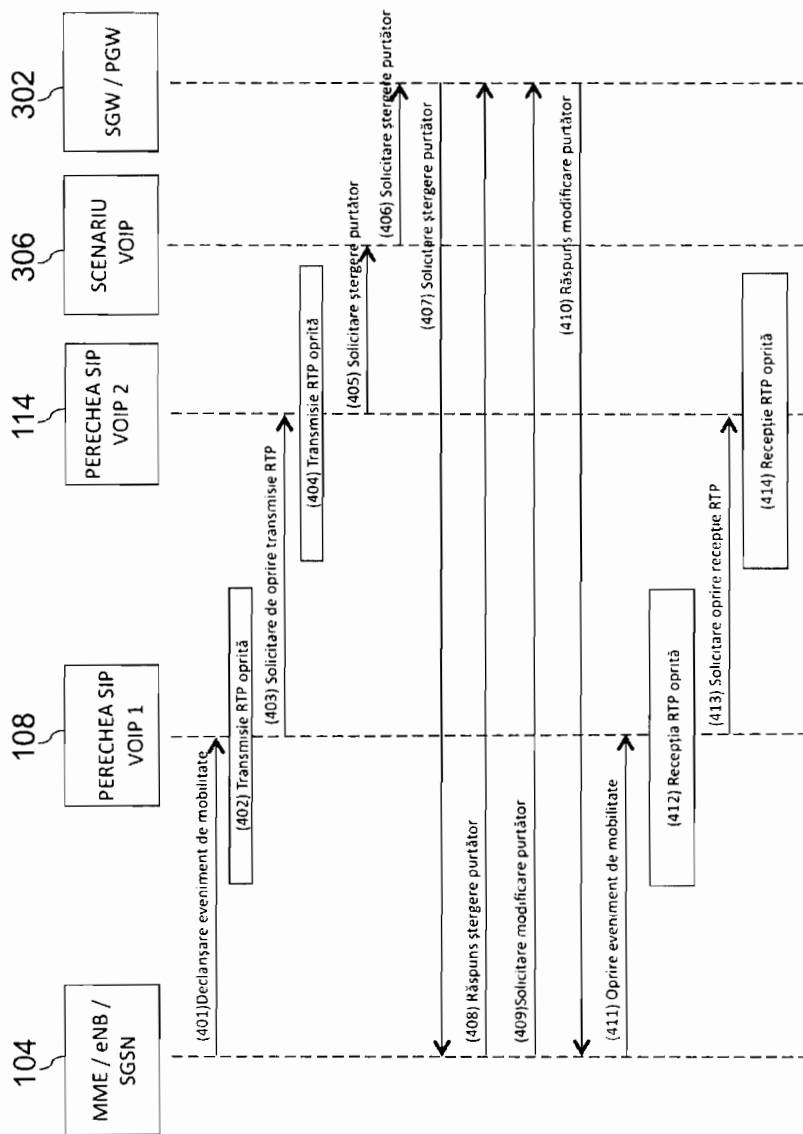 104
MME / eNB /
SGSN
108
PERECHEA SIP
VOIP 1
114
PERECHEA SIP
VOIP 2
306
SCENARIU
VOIP
302
SGW / PGW
(401)Declanșare eveniment de mobilitate
(402) Transmisie RTP oprită
(403) Solicitare de oprire transmisie RTP
(404) Transmisie RTP oprită
(405) Solicitare ștergere purtător
(406) Solicitare ștergere purtător
(407) Solicitare ștergere purtător
(408) Răspuns ștergere purtător
(409)Solicitare modificare purtător
(410) Răspuns modificare purtător
(411) Oprire eveniment de mobilitate
(412) Recepția RTP oprită
(413) Solicitare oprire recepție RTP
(414) Recepție RTP oprită